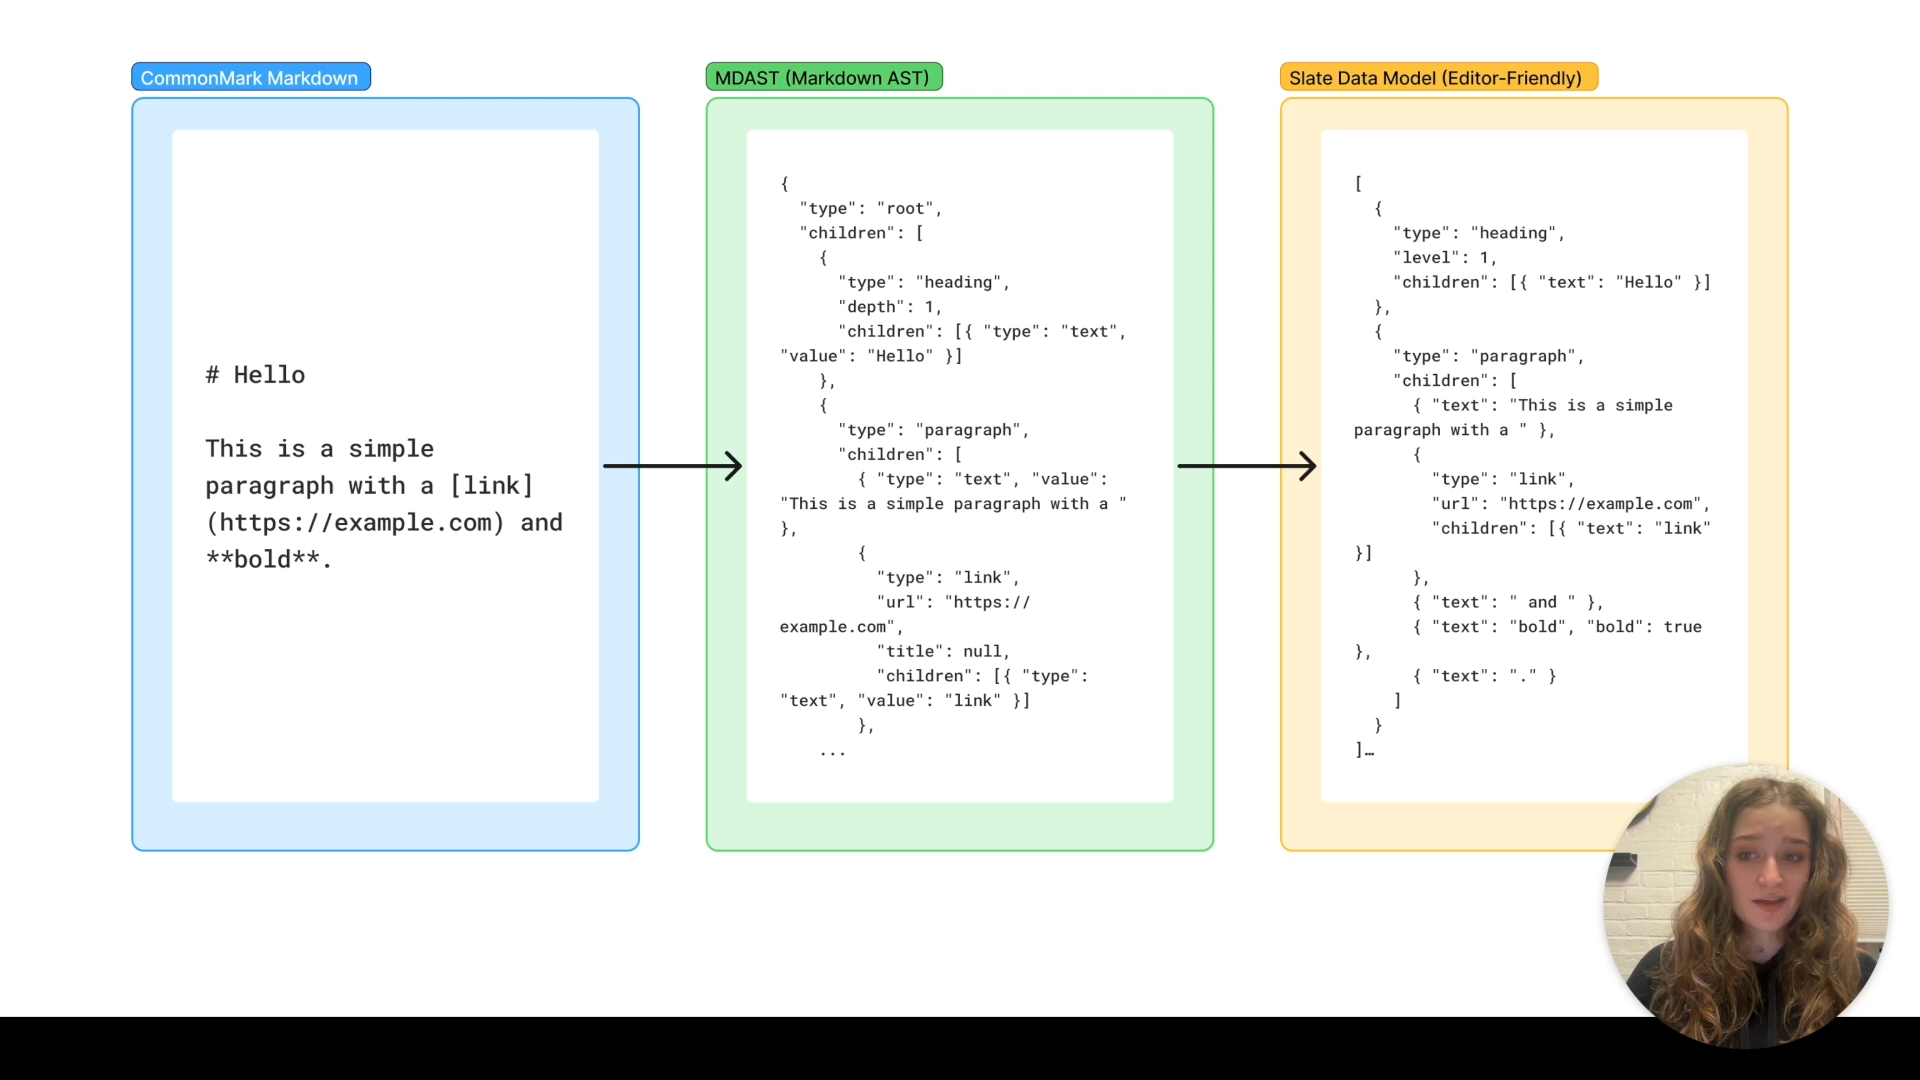 CommonMark Markdown
# Hello
This is a simple
paragraph with a [link]
(https://example.com) and
**bold**.
MDAST (Markdown AST)
{
"type": "root",
"children": [
{
"type": "heading",
"depth": 1,
"children": [{ "type": "text",
"value": "Hello" }]
},
{
"type": "paragraph",
"children": [
{ "type": "text", "value":
"This is a simple paragraph with a "
},
{
"type": "link",
"url": "https://
example.com",
"title": null,
"children": [{ "type":
"text", "value": "link" }]
},
...
Slate Data Model (Editor-Friendly)
[
{
"type": "heading",
"level": 1,
"children": [{ "text": "Hello" }]
},
{
"type": "paragraph",
"children": [
{ "text": "This is a simple
paragraph with a " },
{
"type": "link",
"url": "https://example.com",
"children": [{ "text": "link"
}]
},
{ "text": " and " },
{ "text": "bold", "bold": true
},
{ "text": "." }
]
}
]…